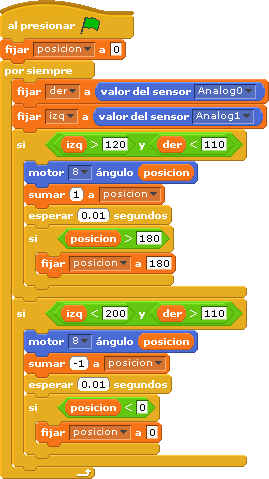 al presionar
fijar posicion a 0
por siempre
fijar der a valor del sensor Analog0
fijar izq a valor del sensor Analog1
si izq > 120 y der < 110
motor 8 ángulo posicion
sumar 1 a posicion
esperar 0.01 segundos
si posicion > 180
fijar posicion a 180
si izq < 200 y der > 110
motor 8 ángulo posicion
sumar -1 a posicion
esperar 0.01 segundos
si posicion < 0
fijar posicion a 0